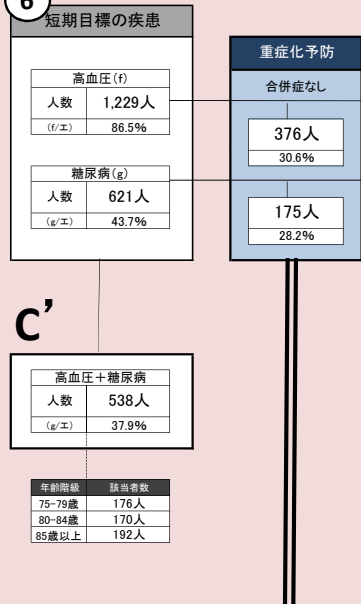 6
短期目標の疾患
重症化予防
高血圧(f)
人数 1,229人
(f/エ) 86.5%
合併症なし
376人
30.6%
糖尿病(g)
人数 621人
(g/エ) 43.7%
175人
28.2%
C’
高血圧＋糖尿病
人数 538人
(g/エ) 37.9%
年齢階級 該当者数
75-79歳 176人
80-84歳 170人
85歳以上 192人